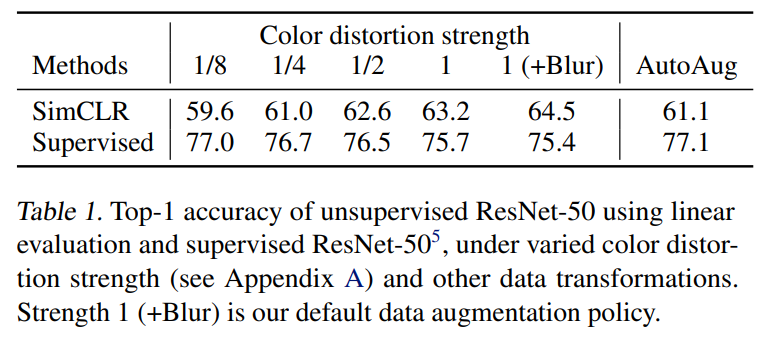 Color distortion strength
Methods 1/8 1/4 1/2 1 1 (+Blur) AutoAug
SimCLR 59.6 61.0 62.6 63.2 64.5 61.1
Supervised 77.0 76.7 76.5 75.7 75.4 77.1
Table 1. Top-1 accuracy of unsupervised ResNet-50 using linear
evaluation and supervised ResNet-50⁵, under varied color distor-
tion strength (see Appendix A) and other data transformations.
Strength 1 (+Blur) is our default data augmentation policy.